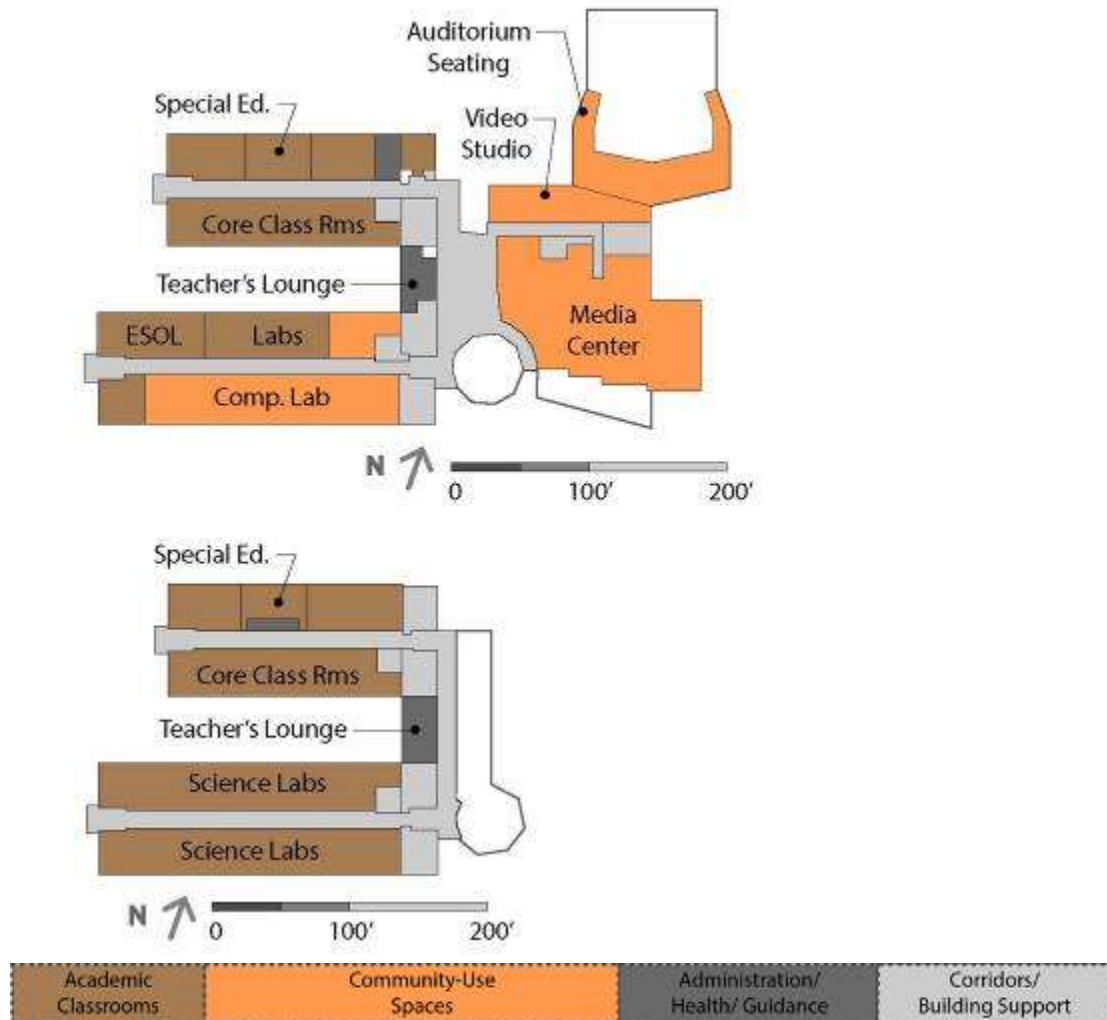 Auditorium
Seating
Special Ed.
Video
Studio
Core Class Rms
Teacher's Lounge
Media
Center
ESOL Labs
Comp. Lab
N
0 100' 200'
Special Ed.
Core Class Rms
Teacher's Lounge
Science Labs
Science Labs
N
0 100' 200'
Academic
Classrooms
Community-Use
Spaces
Administration/
Health/ Guidance
Corridors/
Building Support